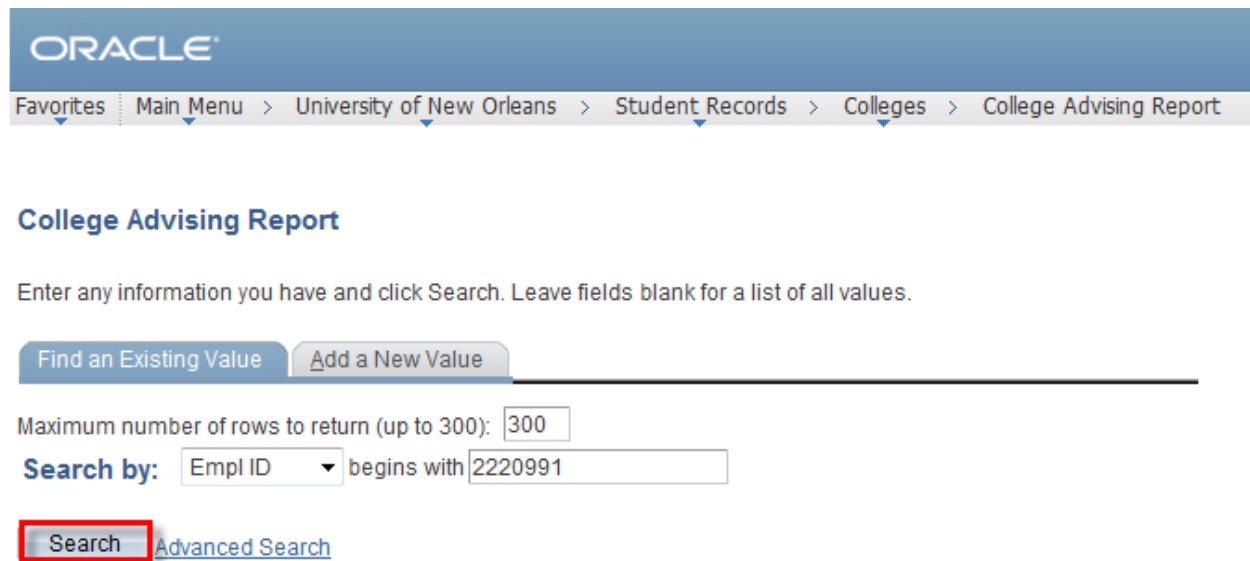 ORACLE
Favorites Main Menu > University of New Orleans > Student Records > Colleges > College Advising Report
College Advising Report
Enter any information you have and click Search. Leave fields blank for a list of all values.
Find an Existing Value Add a New Value
Maximum number of rows to return (up to 300): 300
Search by: Empl ID begins with 2220991
Search Advanced Search